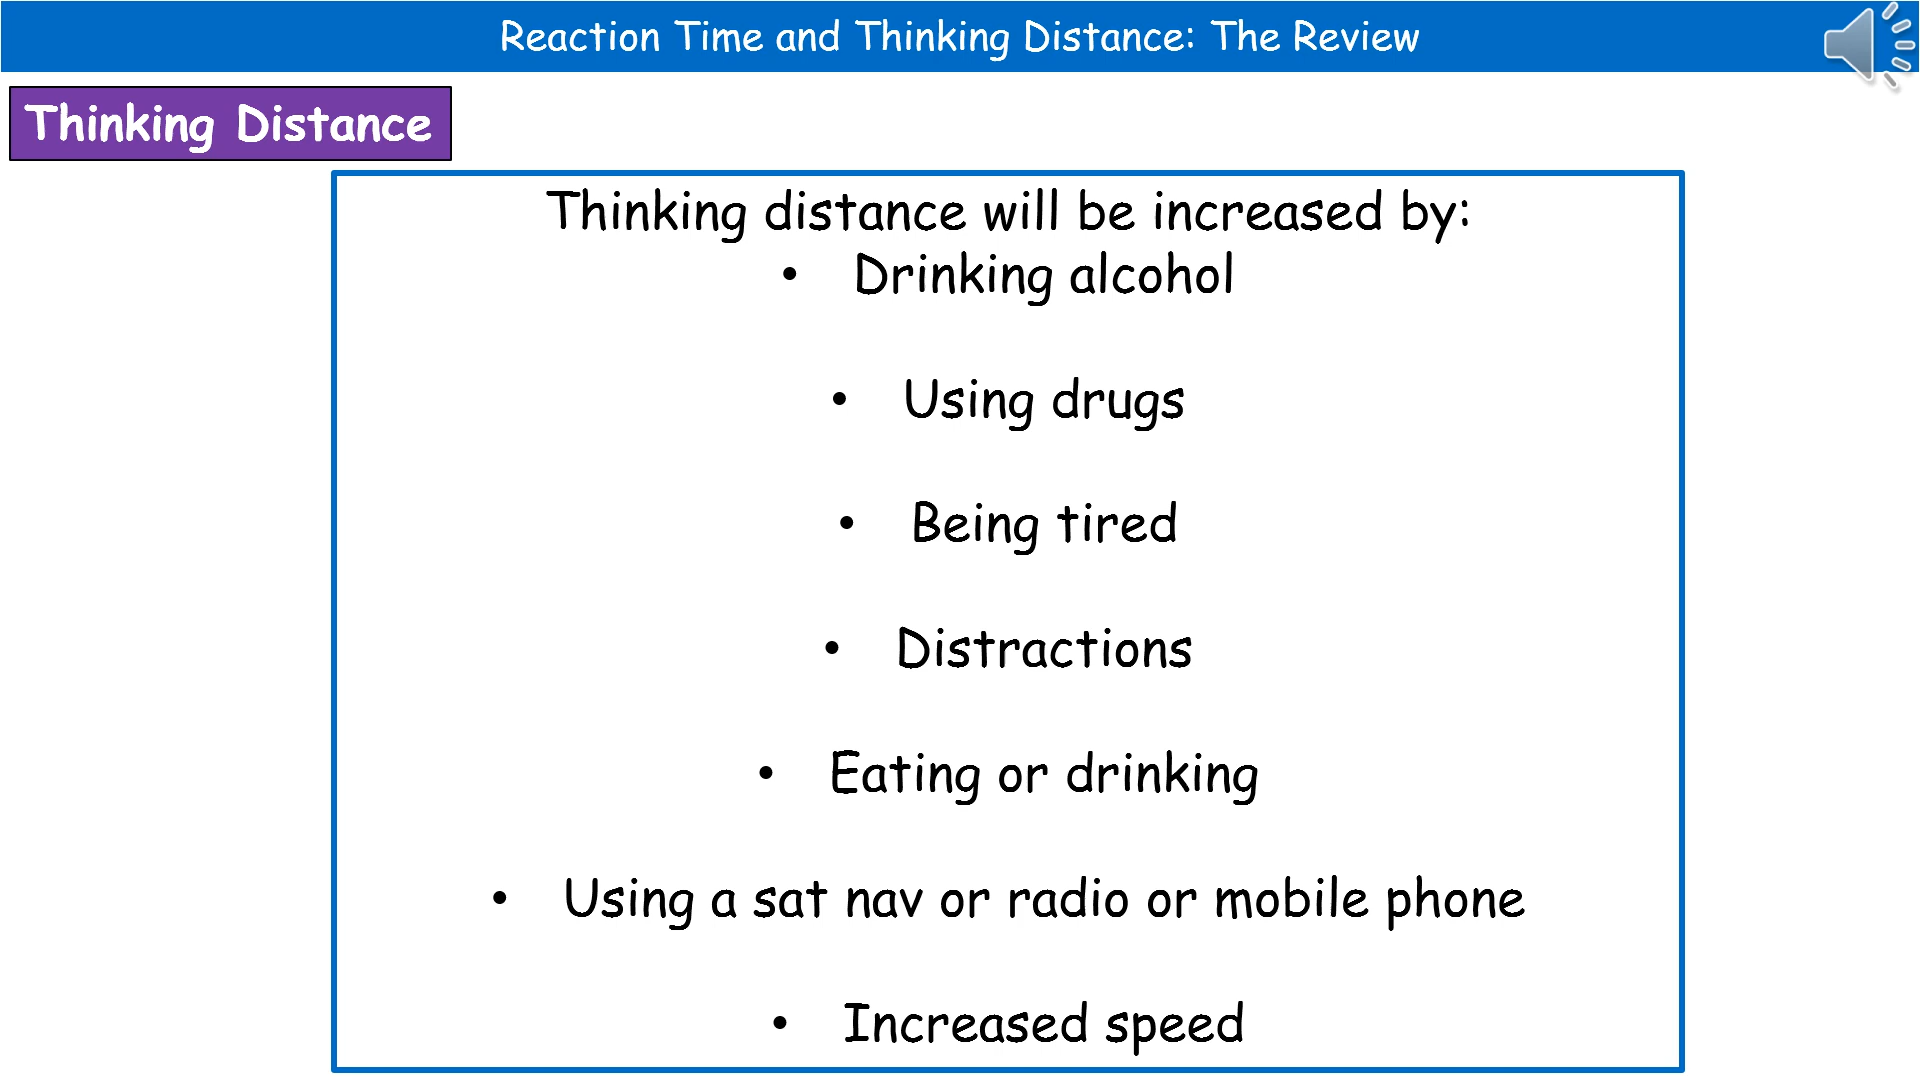 Reaction Time and Thinking Distance: The Review
Thinking Distance
Thinking distance will be increased by:
• Drinking alcohol
• Using drugs
• Being tired
• Distractions
• Eating or drinking
• Using a sat nav or radio or mobile phone
• Increased speed